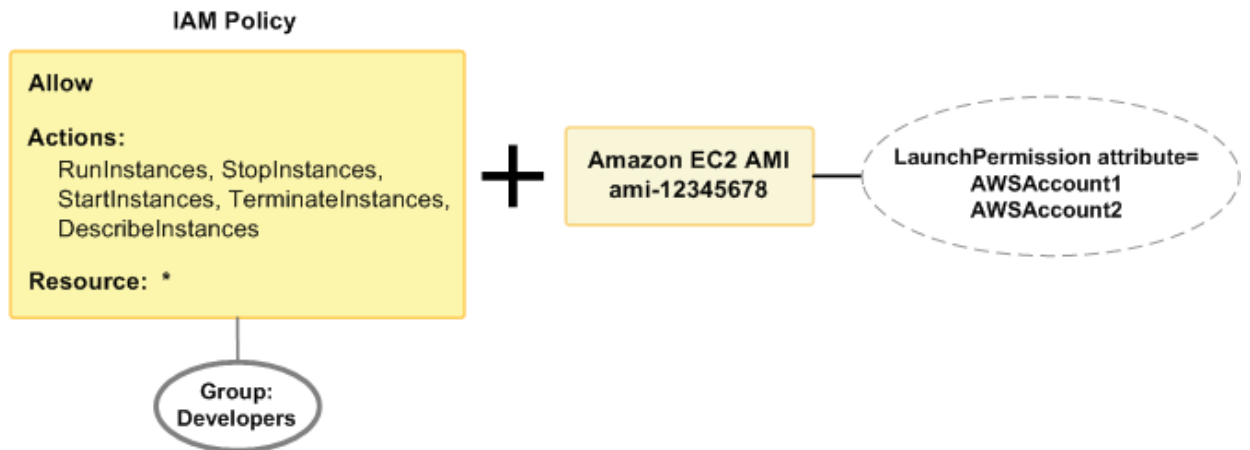 IAM Policy
Allow
Actions:
RunInstances, StopInstances,
StartInstances, TerminateInstances,
DescribeInstances
Resource: *
Group:
Developers
Amazon EC2 AMI
ami-12345678
LaunchPermission attribute=
AWSAccount1
AWSAccount2